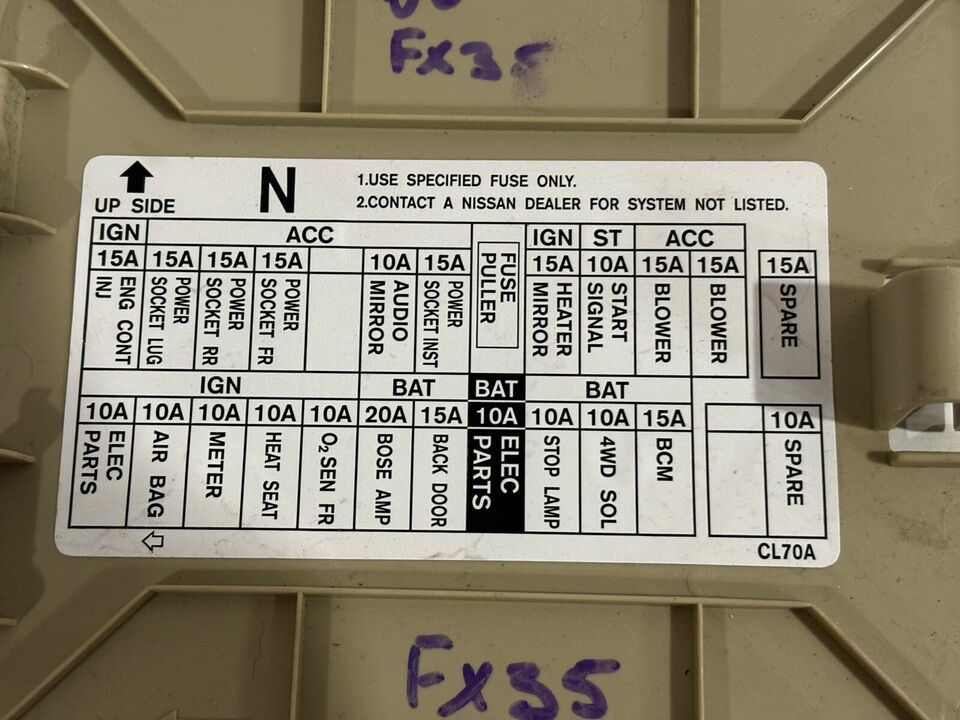 FX35
UP SIDE
N
1.USE SPECIFIED FUSE ONLY.
2.CONTACT A NISSAN DEALER FOR SYSTEM NOT LISTED.
IGN ACC IGN ST ACC
15A 15A 15A 15A 10A 15A FUSE PULLER 15A 10A 15A 15A 15A
ENG CONT INJ
POWER SOCKET LUG
POWER SOCKET RR
POWER SOCKET FR
AUDIO MIRROR
POWER SOCKET INST
HEATER MIRROR
START SIGNAL
BLOWER
BLOWER
SPARE
IGN BAT BAT BAT
10A 10A 10A 10A 10A 20A 15A 10A 10A 10A 15A 10A
ELEC PARTS
AIR BAG
METER
HEAT SEAT
O₂ SEN FR
BOSE AMP
BACK DOOR
ELEC PARTS
STOP LAMP
4WD SOL
BCM
SPARE
CL70A
FX35